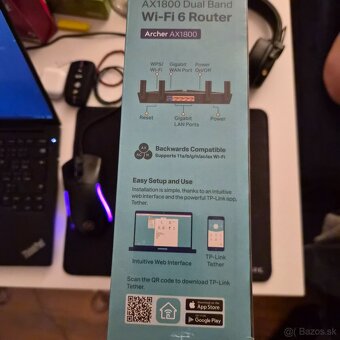 AX1800 Dual Band
Wi-Fi 6 Router
Archer AX1800
WPS/ Wi-Fi
Gigabit WAN Port
Power On/Off
Reset
Gigabit LAN Ports
Power
Backwards Compatible
Supports 11a/b/g/n/ac/ax Wi-Fi
Easy Setup and Use
Installation is simple, thanks to an intuitive
web interface and the powerful TP-Link app,
Tether.
Intuitive Web Interface
TP-Link Tether
Scan the QR code to download TP-Link
Tether.
App Store
Google Play
ThinkPad
© Bazos.sk